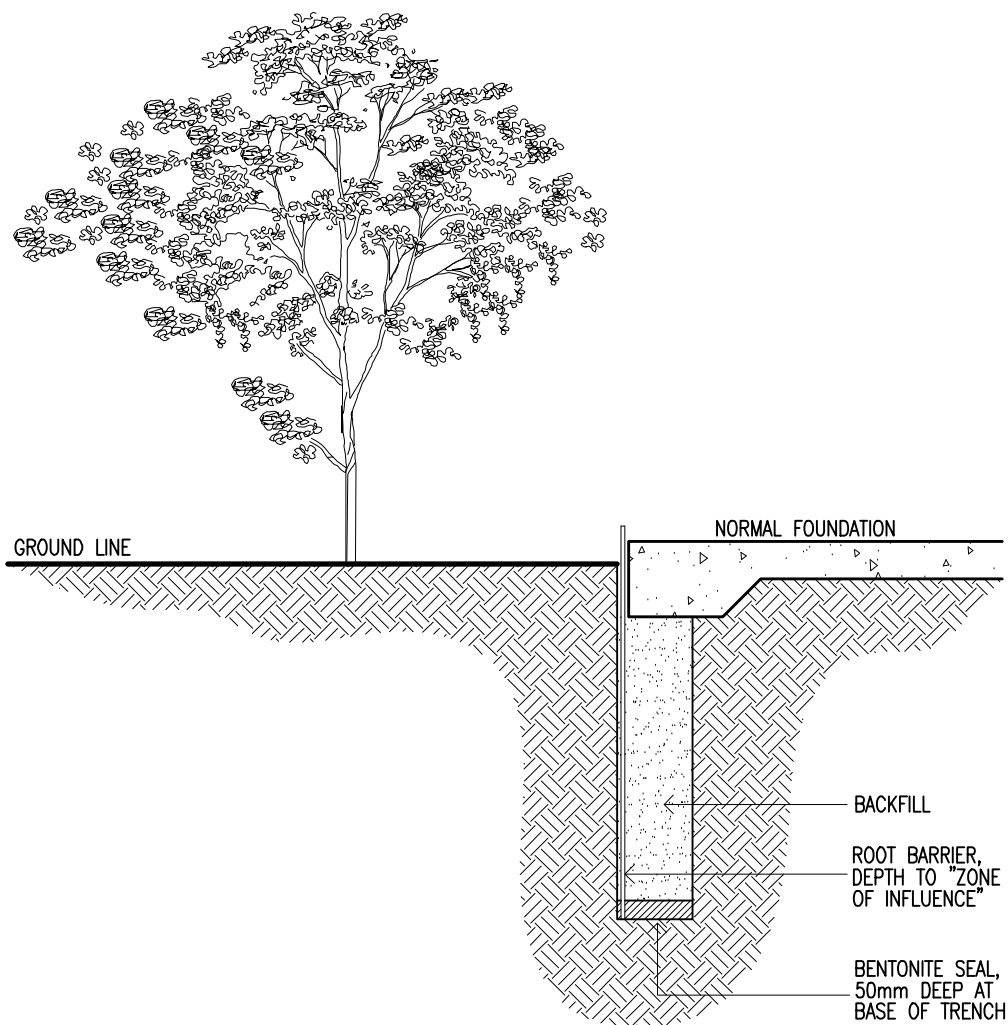 NORMAL FOUNDATION
GROUND LINE
BACKFILL
ROOT BARRIER,
DEPTH TO "ZONE
OF INFLUENCE"
BENTONITE SEAL,
50mm DEEP AT
BASE OF TRENCH